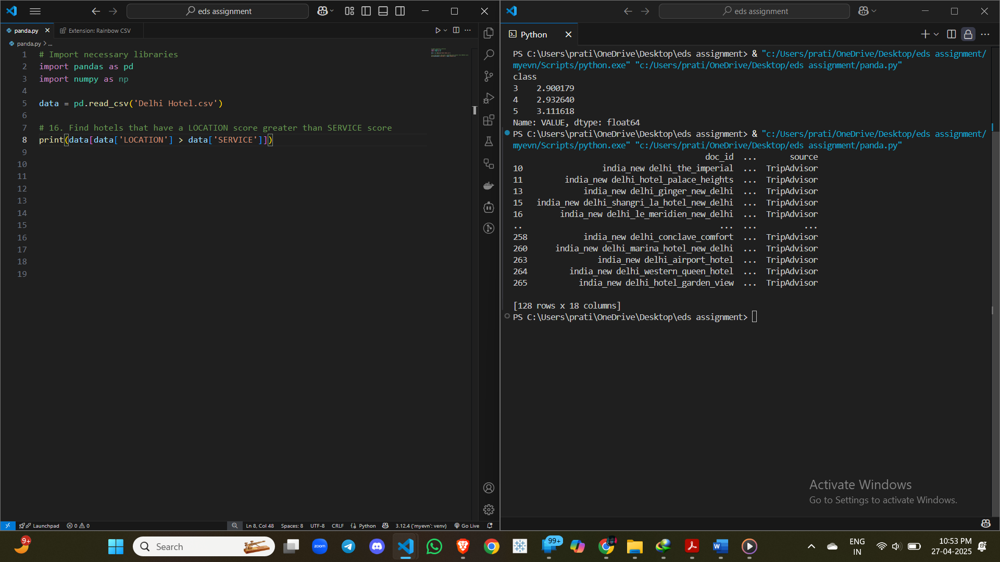 eds assignment
panda.py
Extension: Rainbow CSV
panda.py > ...
1 # Import necessary libraries
2 import pandas as pd
3 import numpy as np
4
5 data = pd.read_csv('Delhi Hotel.csv')
6
7 # 16. Find hotels that have a LOCATION score greater than SERVICE score
8 print(data[data['LOCATION'] > data['SERVICE']])
9
10
11
12
13
14
15
16
17
18
19
Launchpad 0 0 Ln 8, Col 48 Spaces: 8 UTF-8 CRLF {} Python 3.12.4 ('myevn': venv) Go Live
eds assignment
Python
PS C:\Users\prati\OneDrive\Desktop\eds assignment> & "c:/Users/prati/OneDrive/Desktop/eds assignment/
myevn/Scripts/python.exe" "c:/Users/prati/OneDrive/Desktop/eds assignment/panda.py"
class
3 2.900179
4 2.932640
5 3.111618
Name: VALUE, dtype: float64
PS C:\Users\prati\OneDrive\Desktop\eds assignment> & "c:/Users/prati/OneDrive/Desktop/eds assignment/
myevn/Scripts/python.exe" "c:/Users/prati/OneDrive/Desktop/eds assignment/panda.py"
doc_id ... source
10 india_new delhi_the_imperial ... TripAdvisor
11 india_new delhi_hotel_palace_heights ... TripAdvisor
13 india_new delhi_ginger_new_delhi ... TripAdvisor
15 india_new delhi_shangri_la_hotel_new_delhi ... TripAdvisor
16 india_new delhi_le_meridien_new_delhi ... TripAdvisor
.. ... ... ...
258 india_new delhi_conclave_comfort ... TripAdvisor
260 india_new delhi_marina_hotel_new_delhi ... TripAdvisor
263 india_new delhi_airport_hotel ... TripAdvisor
264 india_new delhi_western_queen_hotel ... TripAdvisor
265 india_new delhi_hotel_garden_view ... TripAdvisor
[128 rows x 18 columns]
PS C:\Users\prati\OneDrive\Desktop\eds assignment>
Activate Windows
Go to Settings to activate Windows.
9+
Search
zoom
99+
ENG
IN
10:53 PM
27-04-2025